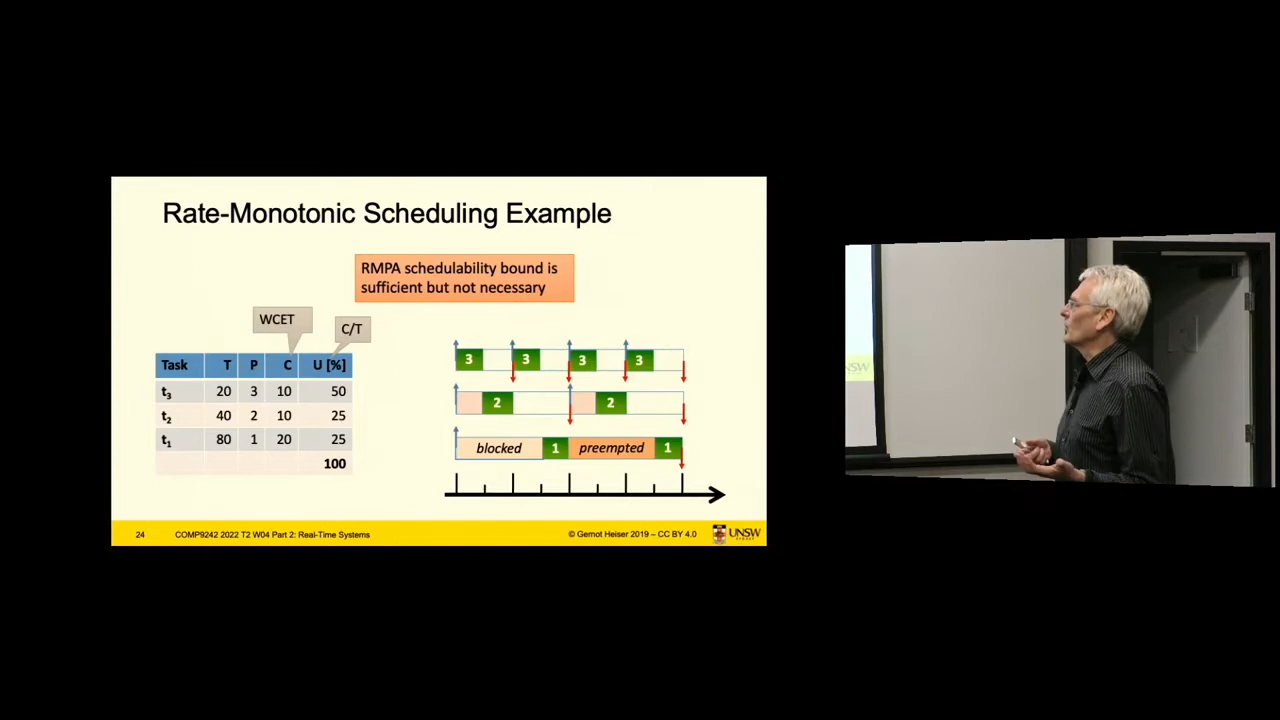 Rate-Monotonic Scheduling Example
RMPA schedulability bound is
sufficient but not necessary
WCET
C/T
Task T P C U [%]
t3 20 3 10 50
t2 40 2 10 25
t1 80 1 20 25
100
3 3 3 3
2 2
blocked 1 preempted 1
24 COMP9242 2022 T2 W04 Part 2: Real-Time Systems © Gernot Heiser 2019 – CC BY 4.0 UNSW